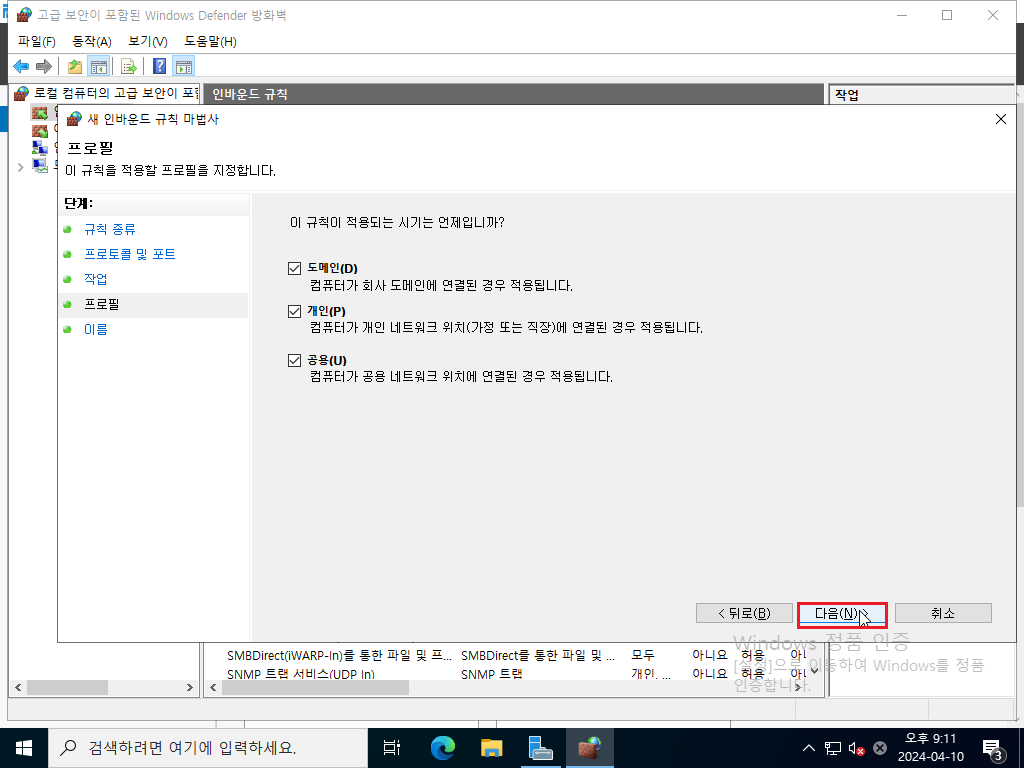 고급 보안이 포함된 Windows Defender 방화벽
파일(F) 동작(A) 보기(V) 도움말(H)
로컬 컴퓨터의 고급 보안이 포함
인바운드 규칙
작업
새 인바운드 규칙 마법사
프로필
이 규칙을 적용할 프로필을 지정합니다.
단계:
규칙 종류
프로토콜 및 포트
작업
프로필
이름
이 규칙이 적용되는 시기는 언제입니까?
도메인(D)
컴퓨터가 회사 도메인에 연결된 경우 적용됩니다.
개인(P)
컴퓨터가 개인 네트워크 위치(가정 또는 직장)에 연결된 경우 적용됩니다.
공용(U)
컴퓨터가 공용 네트워크 위치에 연결된 경우 적용됩니다.
< 뒤로(B) 다음(N) > 취소
Windows 정품 인증
[설정]으로 이동하여 Windows를 정품
인증합니다.
SMBDirect(iWARP-In)를 통한 파일 및 프... SMBDirect를 통한 파일 및 ... 모두 아니요 허용 아니
SNMP 트랩 서비스(UDP In) SNMP 트랩 개인, ... 아니요 허용 아니
검색하려면 여기에 입력하세요.
오후 9:11
2024-04-10
3